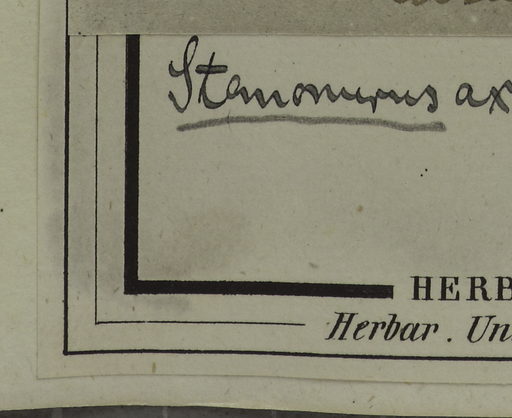 Stemonurus ax
HERB
Herbar. Un